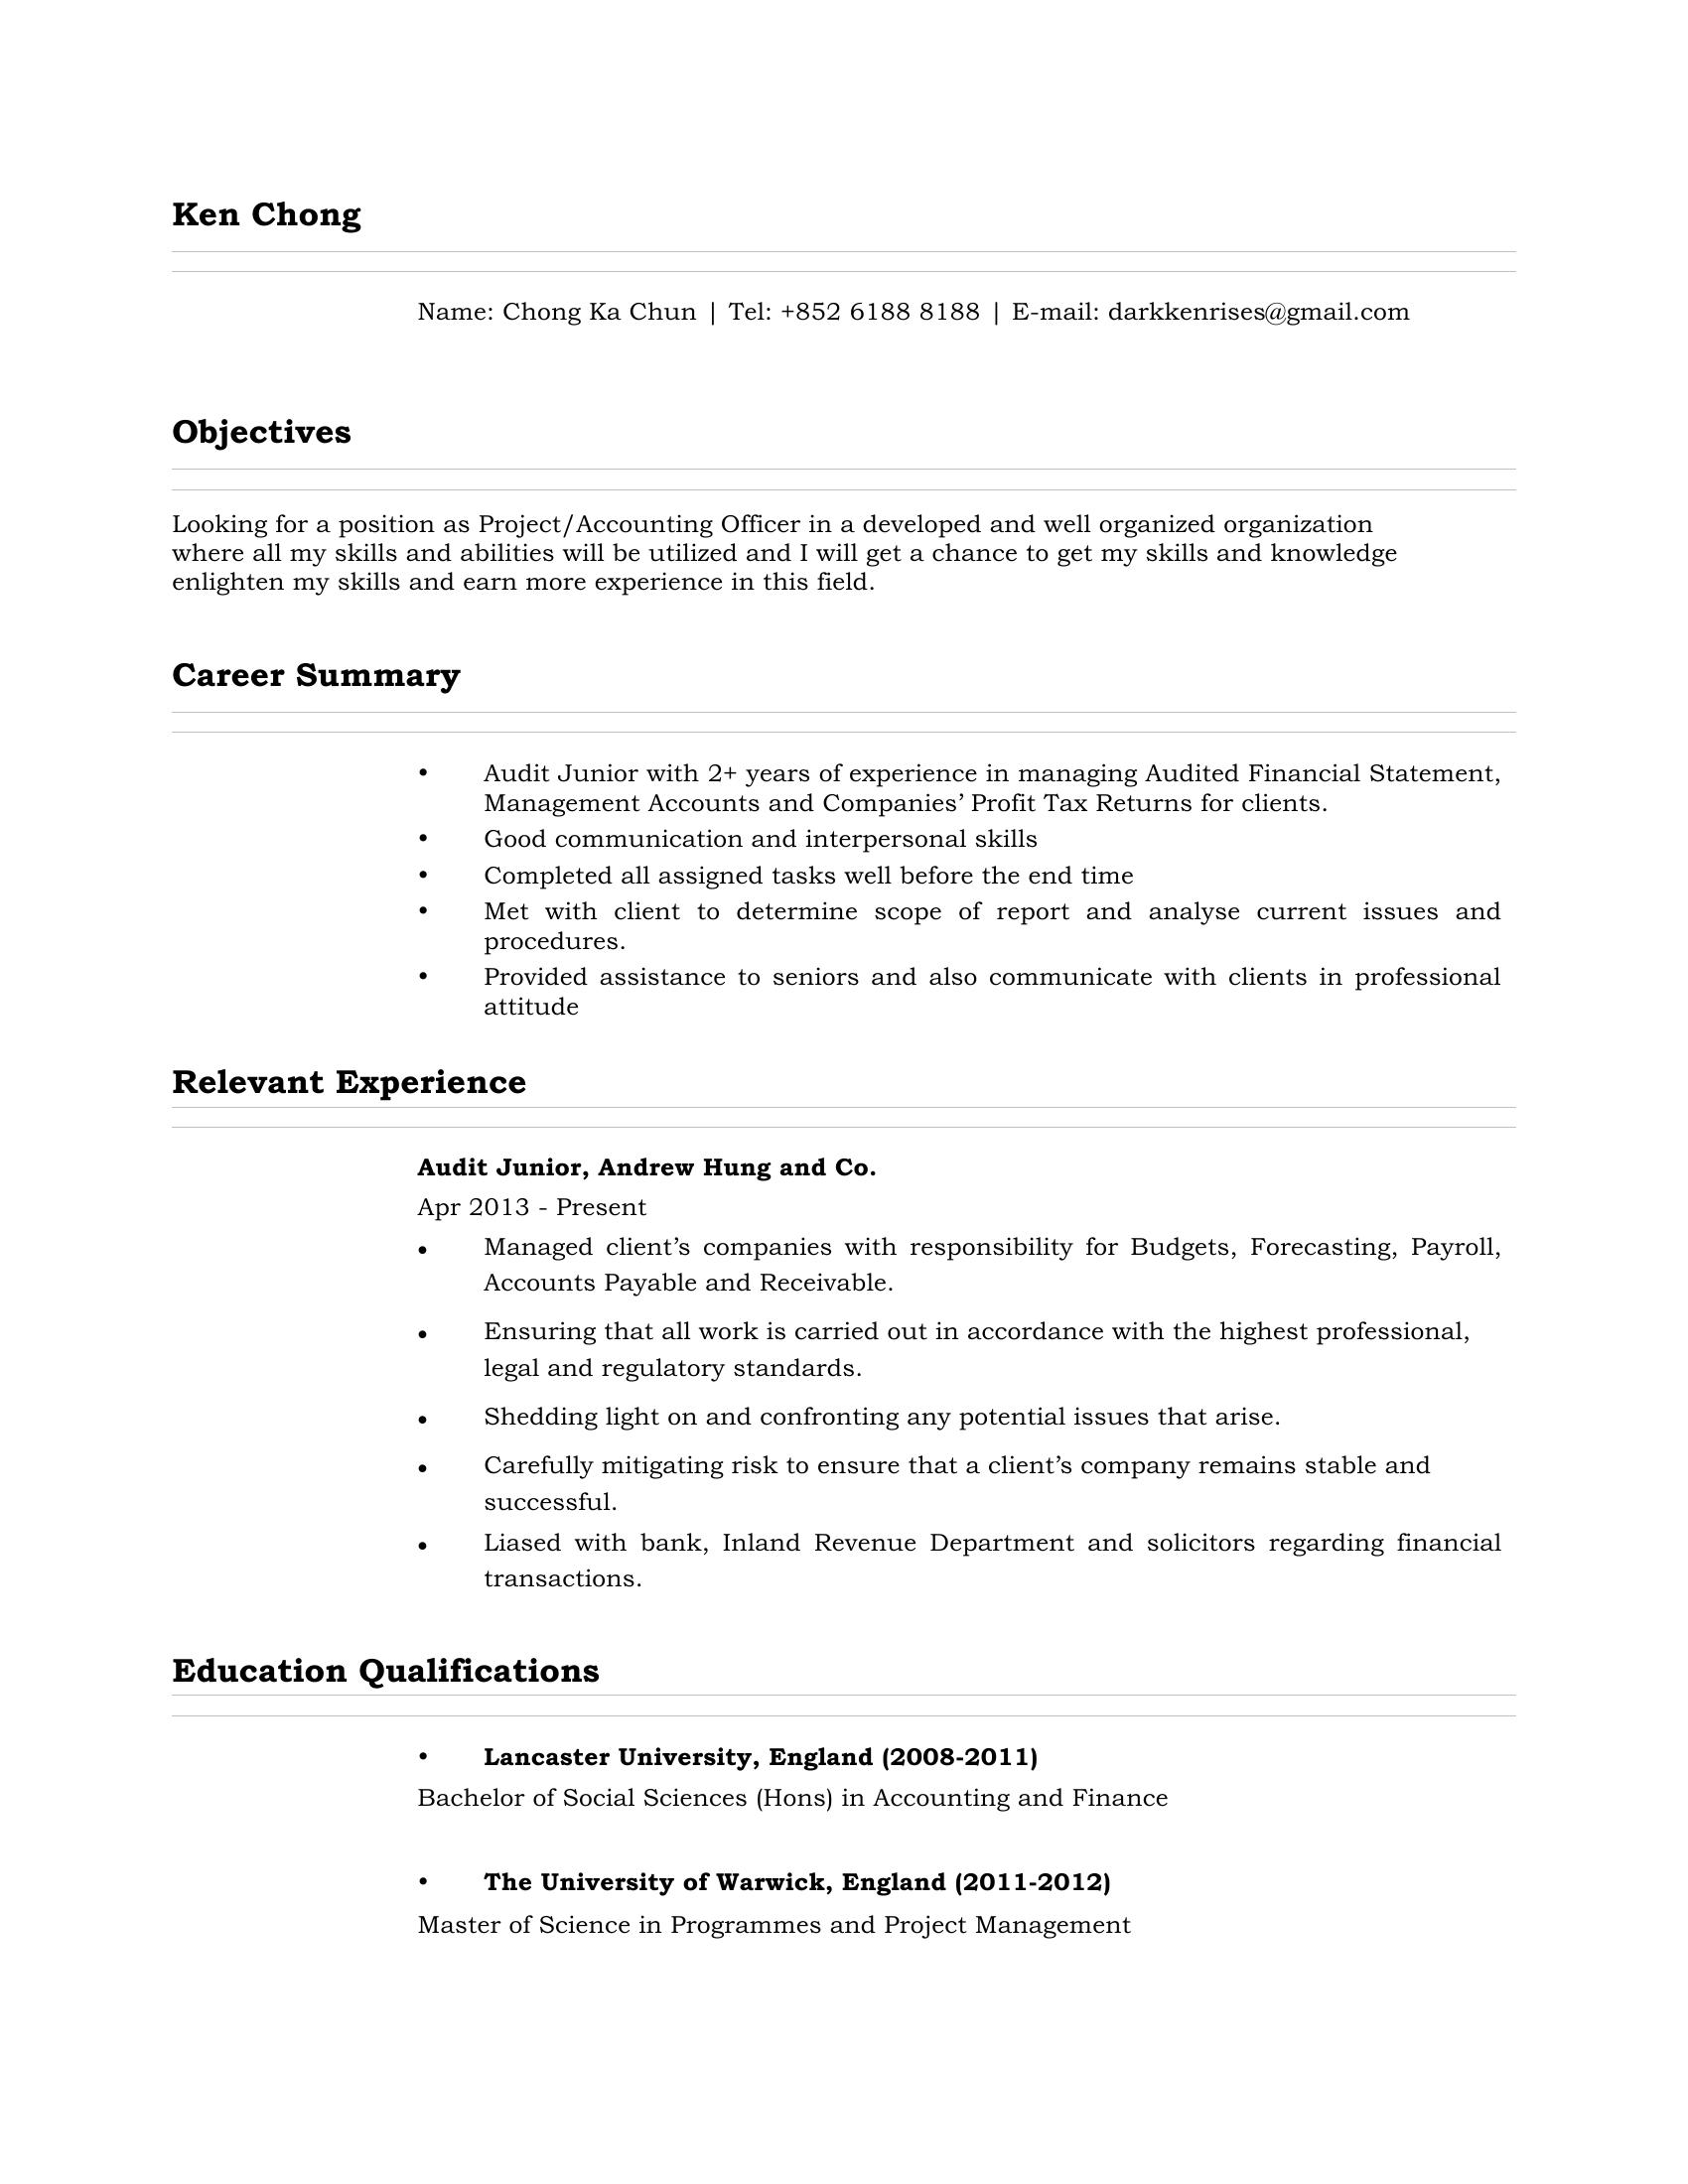 Ken Chong
Name: Chong Ka Chun | Tel: +852 6188 8188 | E-mail: darkkenrises@gmail.com
Objectives
Looking for a position as Project/Accounting Officer in a developed and well organized organization
where all my skills and abilities will be utilized and I will get a chance to get my skills and knowledge
enlighten my skills and earn more experience in this field.
Career Summary
• Audit Junior with 2+ years of experience in managing Audited Financial Statement,
Management Accounts and Companies’ Profit Tax Returns for clients.
• Good communication and interpersonal skills
• Completed all assigned tasks well before the end time
• Met with client to determine scope of report and analyse current issues and
procedures.
• Provided assistance to seniors and also communicate with clients in professional
attitude
Relevant Experience
Audit Junior, Andrew Hung and Co.
Apr 2013 - Present
• Managed client’s companies with responsibility for Budgets, Forecasting, Payroll,
Accounts Payable and Receivable.
• Ensuring that all work is carried out in accordance with the highest professional,
legal and regulatory standards.
• Shedding light on and confronting any potential issues that arise.
• Carefully mitigating risk to ensure that a client’s company remains stable and
successful.
• Liased with bank, Inland Revenue Department and solicitors regarding financial
transactions.
Education Qualifications
• Lancaster University, England (2008-2011)
Bachelor of Social Sciences (Hons) in Accounting and Finance
• The University of Warwick, England (2011-2012)
Master of Science in Programmes and Project Management